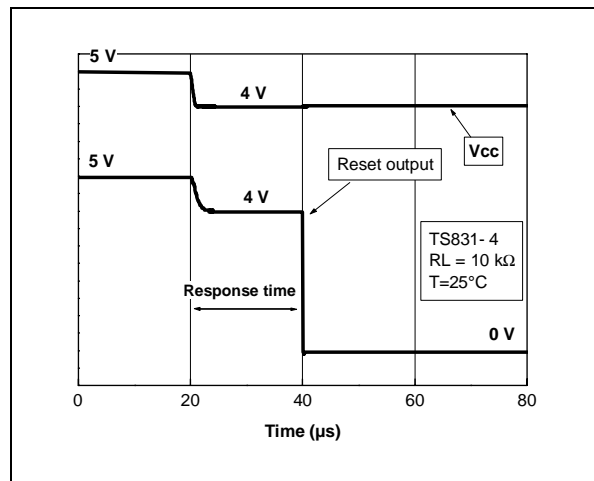 5 V
4 V
Vcc
5 V
Reset output
4 V
TS831- 4
RL = 10 kΩ
T=25°C
Response time
0 V
0
20
40
60
80
Time (µs)